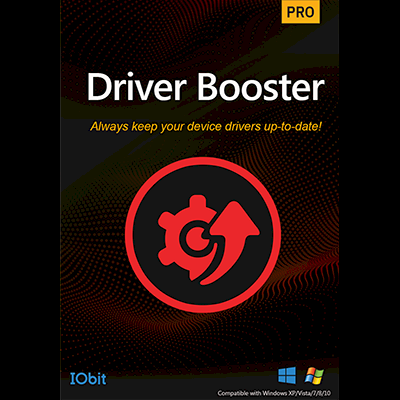 PRO
Driver Booster
Always keep your device drivers up-to-date!
IObit
Compatible with Windows XP/Vista/7/8/10